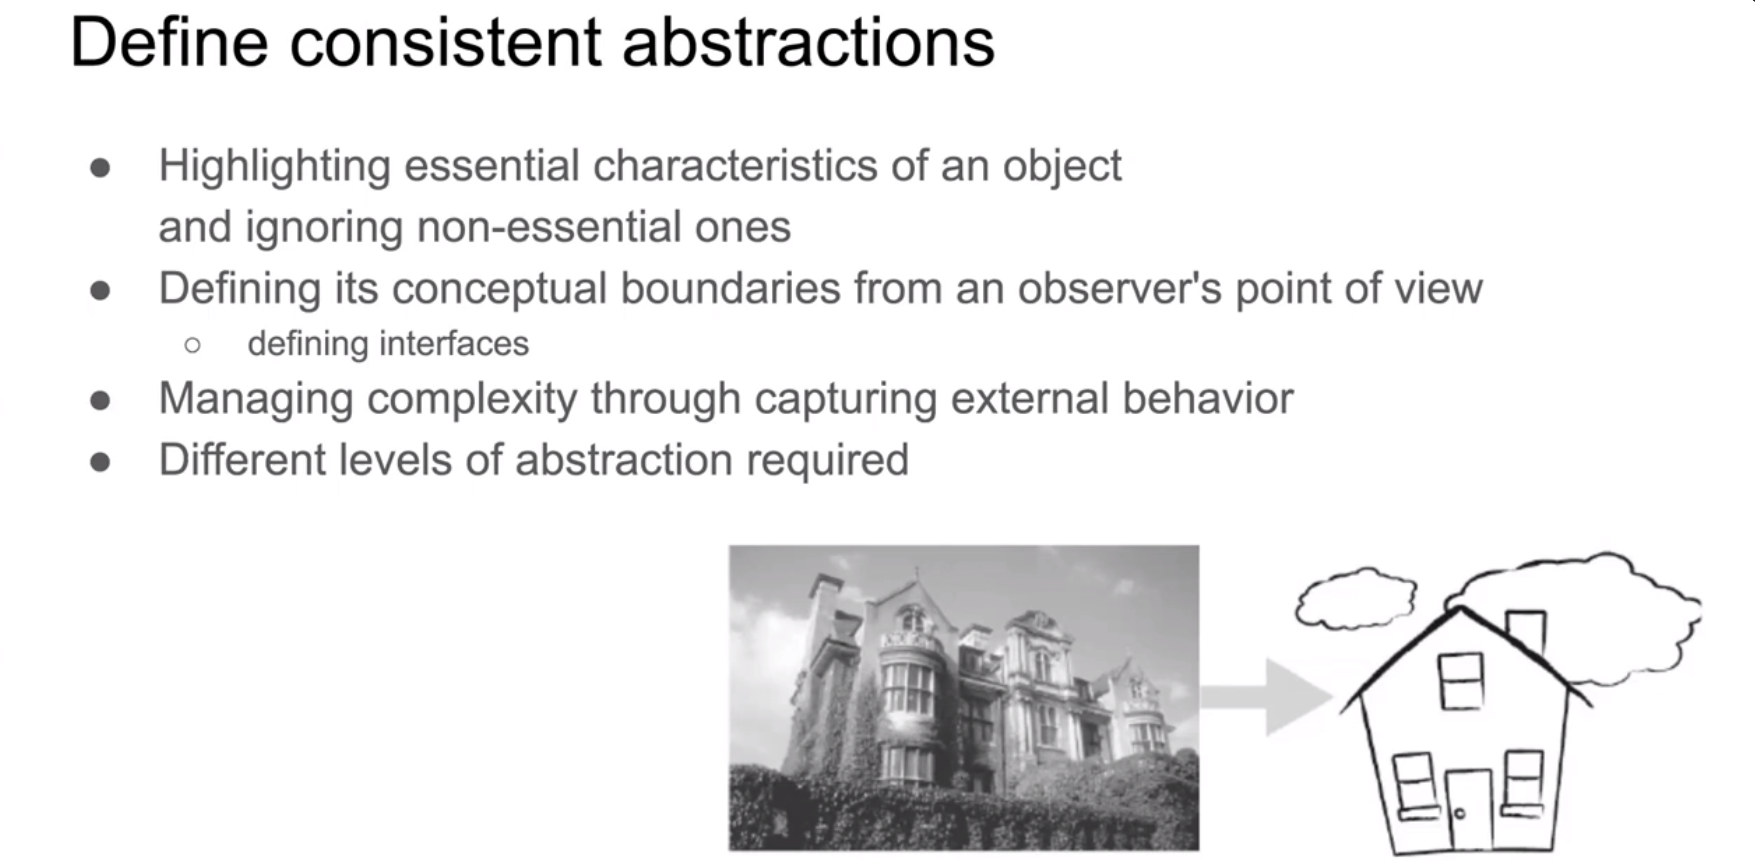 Define consistent abstractions
● Highlighting essential characteristics of an object
and ignoring non-essential ones
● Defining its conceptual boundaries from an observer's point of view
○ defining interfaces
● Managing complexity through capturing external behavior
● Different levels of abstraction required